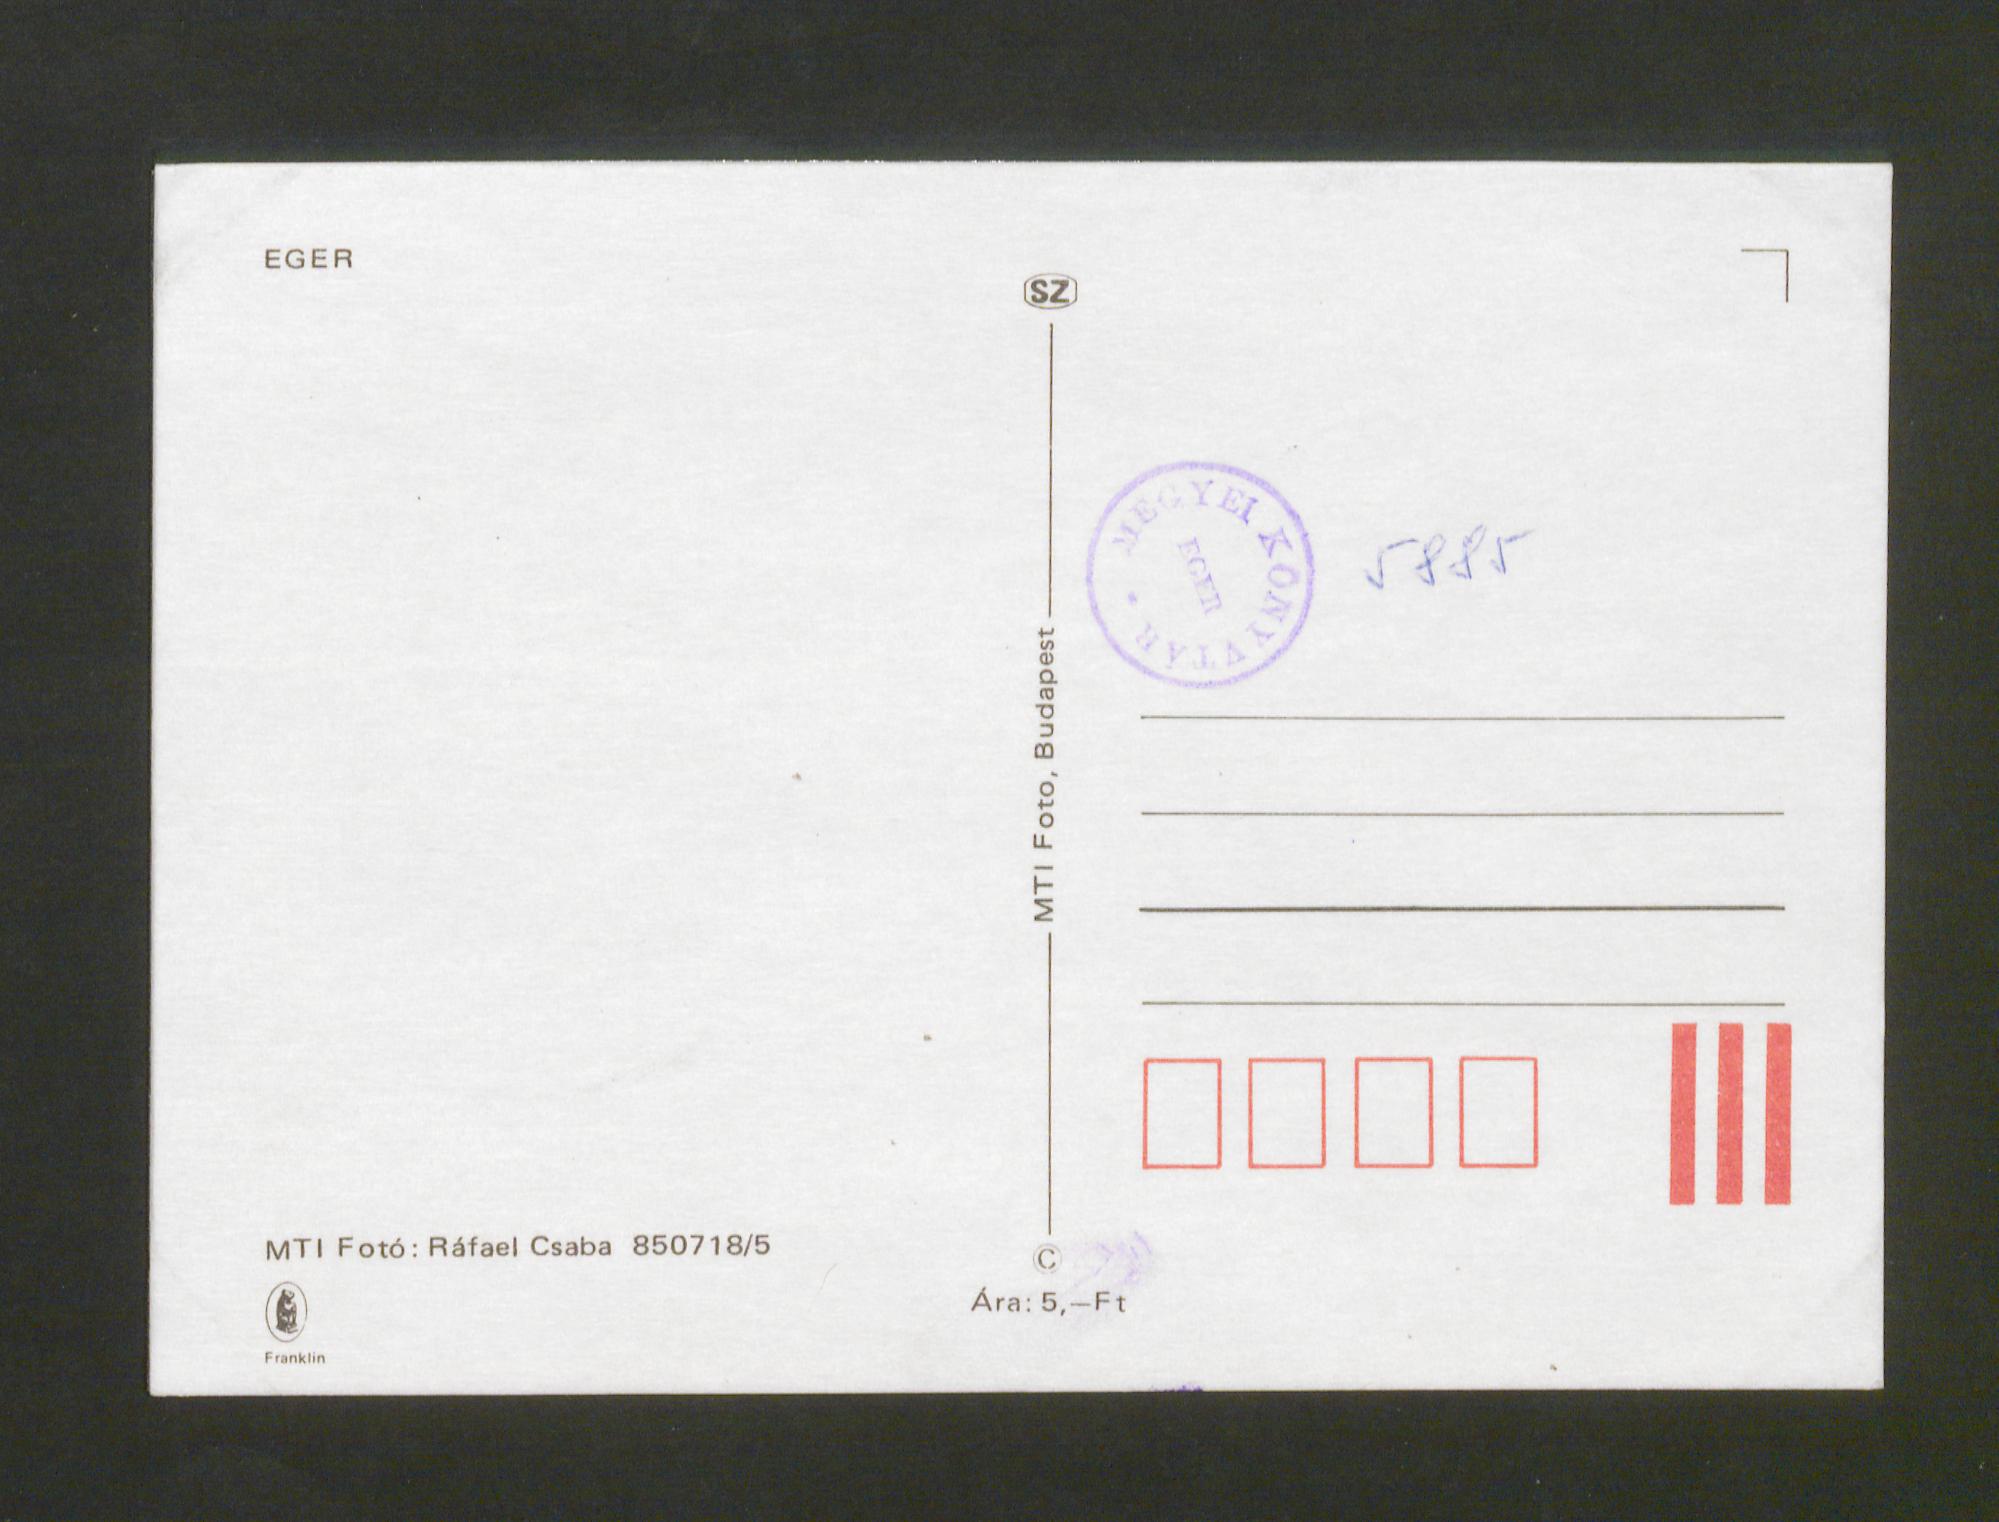 EGER
SZ
MTI Foto, Budapest
MEGYEI KÖNYVTÁR
EGER
5885
MTI Fotó: Ráfael Csaba 850718/5
Franklin
©
Ára: 5,—Ft